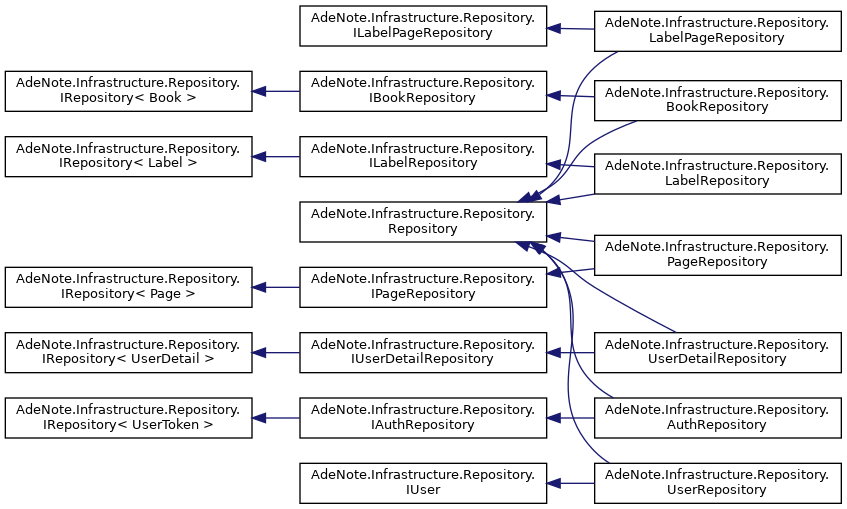 AdeNote.Infrastructure.Repository.
IRepository< Book >
AdeNote.Infrastructure.Repository.
IRepository< Label >
AdeNote.Infrastructure.Repository.
IRepository< Page >
AdeNote.Infrastructure.Repository.
IRepository< UserDetail >
AdeNote.Infrastructure.Repository.
IRepository< UserToken >
AdeNote.Infrastructure.Repository.
ILabelPageRepository
AdeNote.Infrastructure.Repository.
IBookRepository
AdeNote.Infrastructure.Repository.
ILabelRepository
AdeNote.Infrastructure.Repository.
Repository
AdeNote.Infrastructure.Repository.
IPageRepository
AdeNote.Infrastructure.Repository.
IUserDetailRepository
AdeNote.Infrastructure.Repository.
IAuthRepository
AdeNote.Infrastructure.Repository.
IUser
AdeNote.Infrastructure.Repository.
LabelPageRepository
AdeNote.Infrastructure.Repository.
BookRepository
AdeNote.Infrastructure.Repository.
LabelRepository
AdeNote.Infrastructure.Repository.
PageRepository
AdeNote.Infrastructure.Repository.
UserDetailRepository
AdeNote.Infrastructure.Repository.
AuthRepository
AdeNote.Infrastructure.Repository.
UserRepository